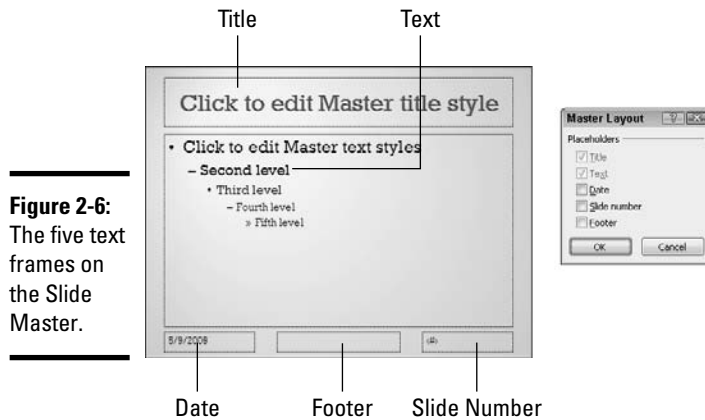 Title Text
Click to edit Master title style
• Click to edit Master text styles
– Second level
• Third level
– Fourth level
» Fifth level
5/9/2008
‹#›
Master Layout
Placeholders
Title
Text
Date
Slide number
Footer
OK Cancel
Figure 2-6:
The five text
frames on
the Slide
Master.
Date Footer Slide Number